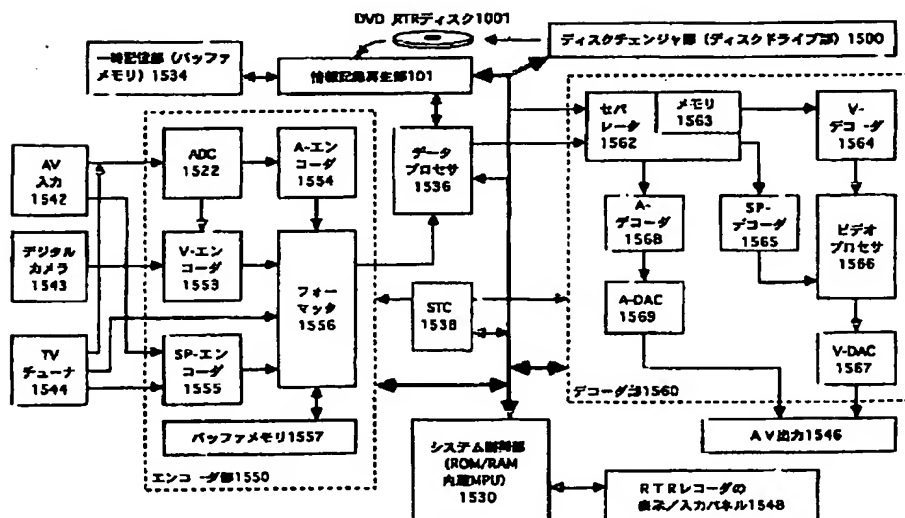 DVD RTRディスク1001
ディスクチェンジャ部（ディスクドライブ部）1500
一時記憶部（バッファ
メモリ）1534
情報記録再生部101
AV
入力
1542
デジタル
カメラ
1543
TV
チューナ
1544
ADC
1522
A-エン
コーダ
1554
V-エン
コーダ
1553
SP-エン
コーダ
1555
フォー
マッタ
1556
バッファメモリ1557
エンコーダ部1550
データ
プロセサ
1536
STC
1538
セパ
レータ
1562
メモリ
1563
V-
デコーダ
1564
A-
デコーダ
1568
SP-
デコーダ
1565
ビデオ
プロセサ
1566
A-DAC
1569
V-DAC
1567
デコーダ部1560
AV出力1546
システム制御部
(ROM/RAM
内蔵MPU)
1530
RTRレコーダの
表示／入力パネル1548